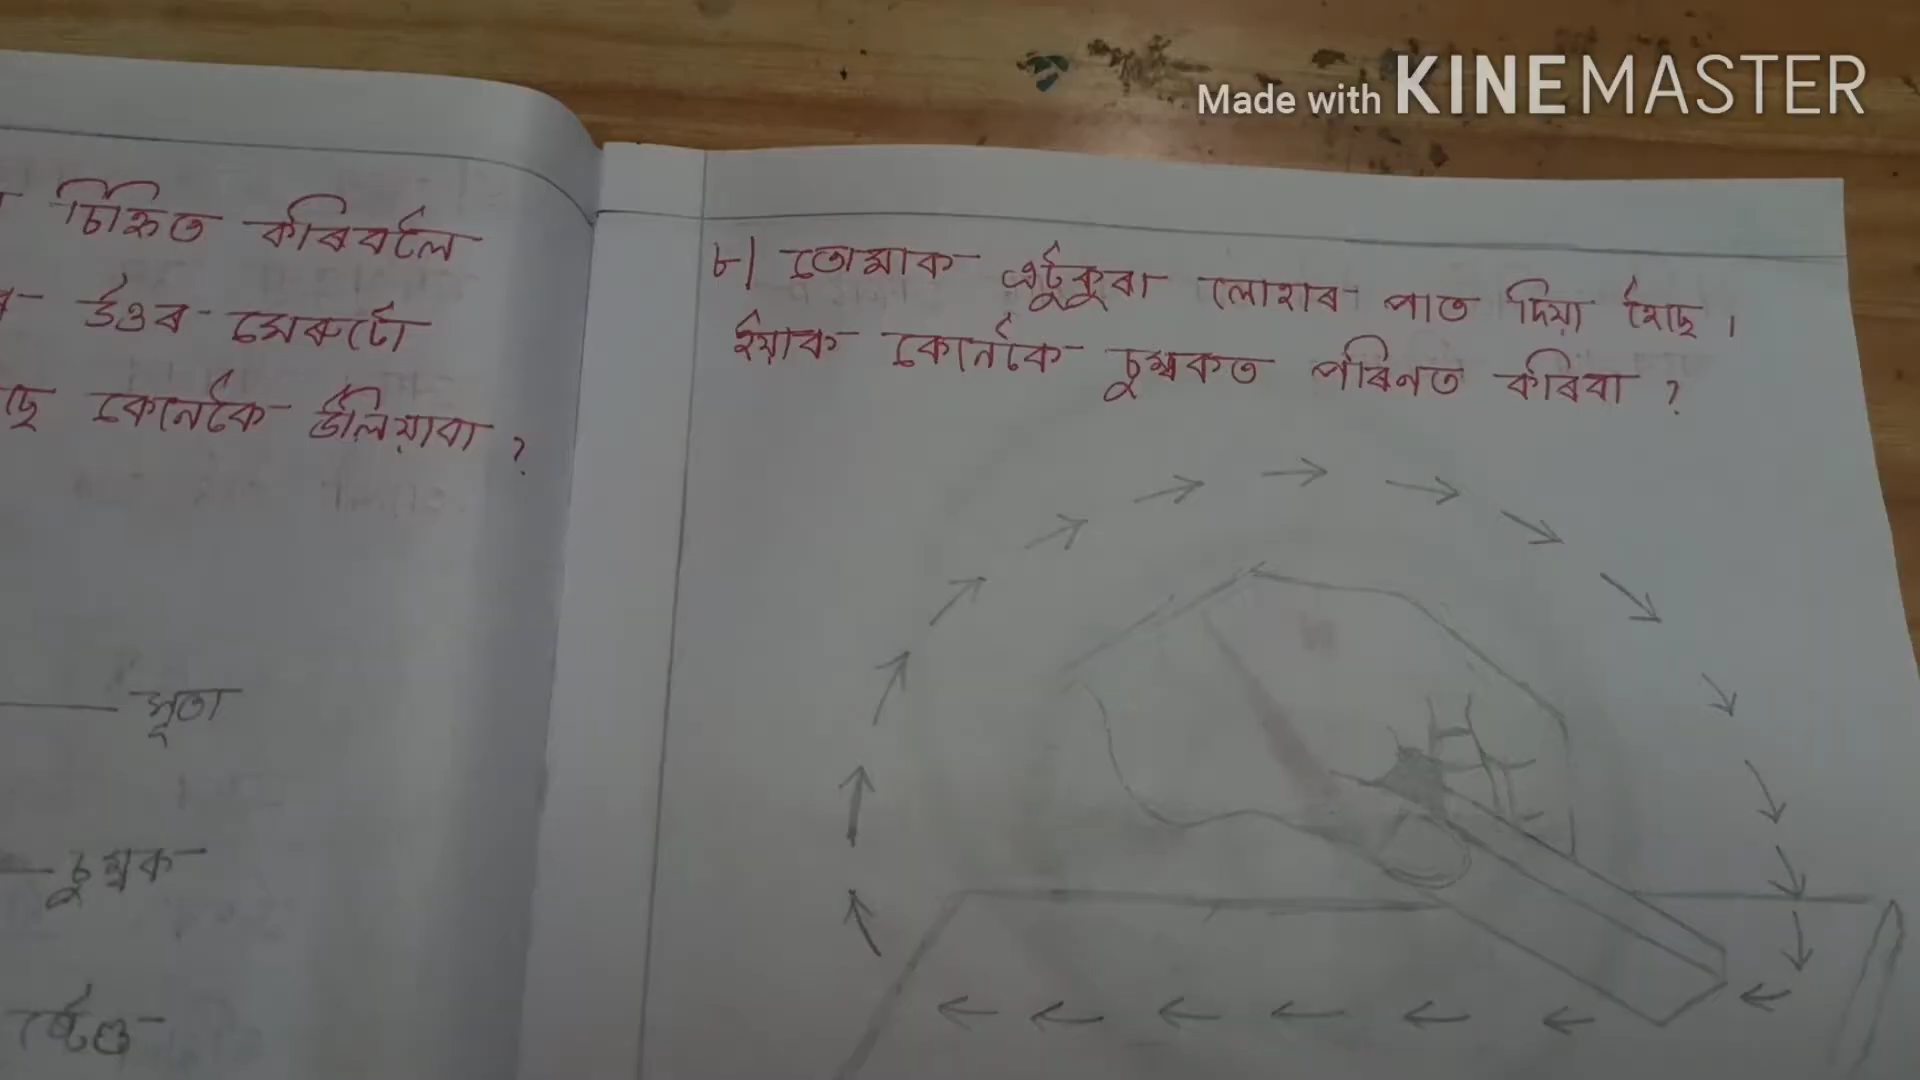 Made with KINEMASTER
চিহ্নিত কৰিবলৈ
উত্তৰ মেৰুটো
কেনেকৈ উলিয়াবা ?
সূতা
চুম্বক
৮| তোমাক এটুকুৰা লোহাৰ পাত দিয়া হৈছে ।
ইয়াক কেনেকৈ চুম্বকত পৰিণত কৰিবা ?